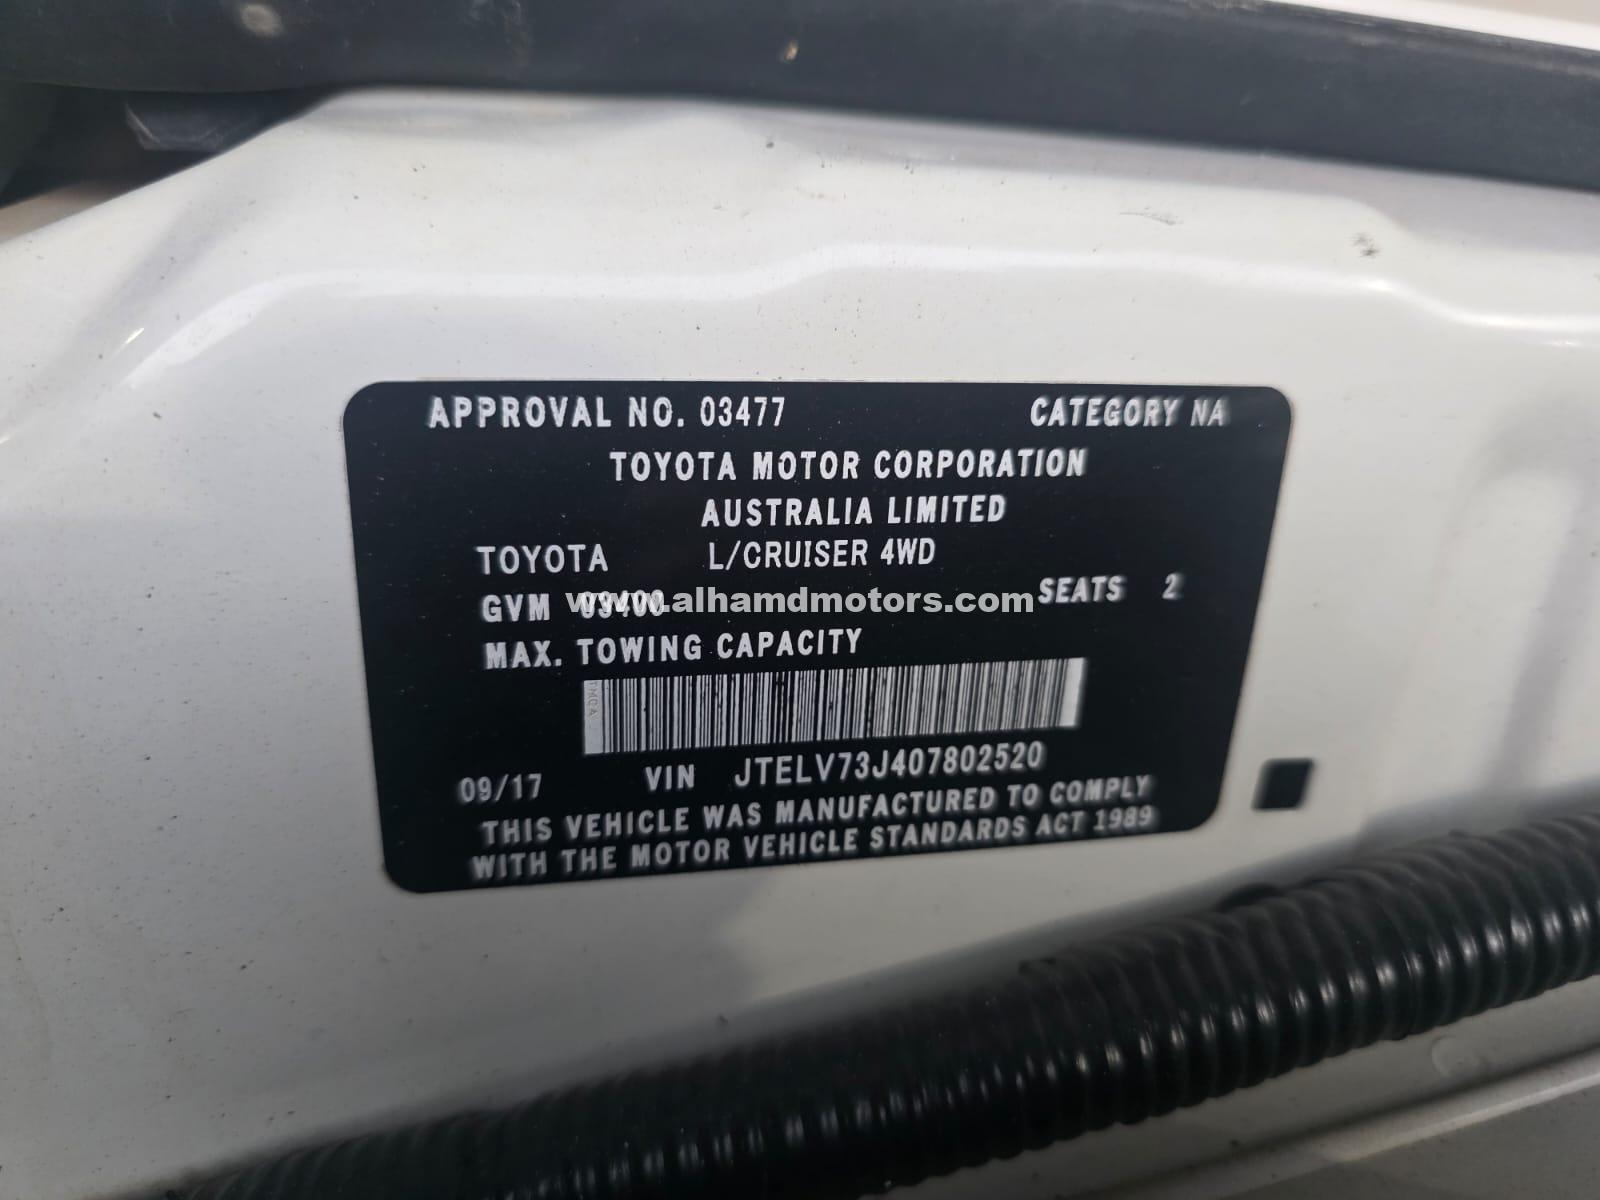 APPROVAL NO. 03477 CATEGORY NA
TOYOTA MOTOR CORPORATION
AUSTRALIA LIMITED
TOYOTA L/CRUISER 4WD
GVM 03400 SEATS 2
www.alhamdmotors.com
MAX. TOWING CAPACITY
TMCA
09/17 VIN JTELV73J407802520
THIS VEHICLE WAS MANUFACTURED TO COMPLY
WITH THE MOTOR VEHICLE STANDARDS ACT 1989